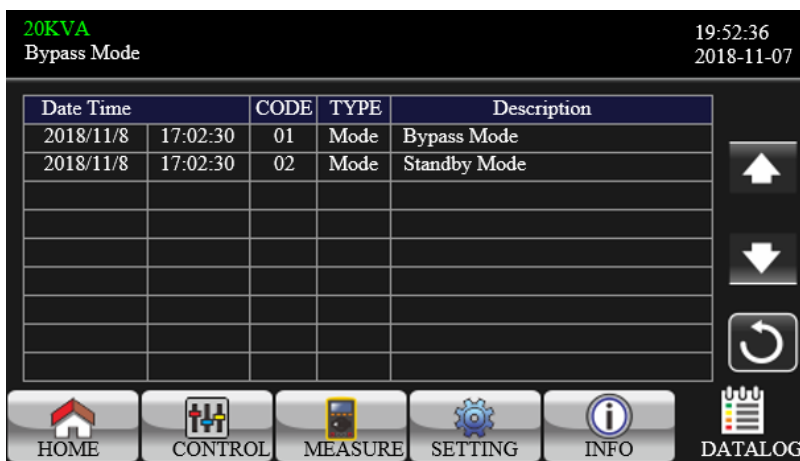 20KVA
Bypass Mode
19:52:36
2018-11-07
Date Time CODE TYPE Description
2018/11/8 17:02:30 01 Mode Bypass Mode
2018/11/8 17:02:30 02 Mode Standby Mode
HOME CONTROL MEASURE SETTING INFO DATALOG